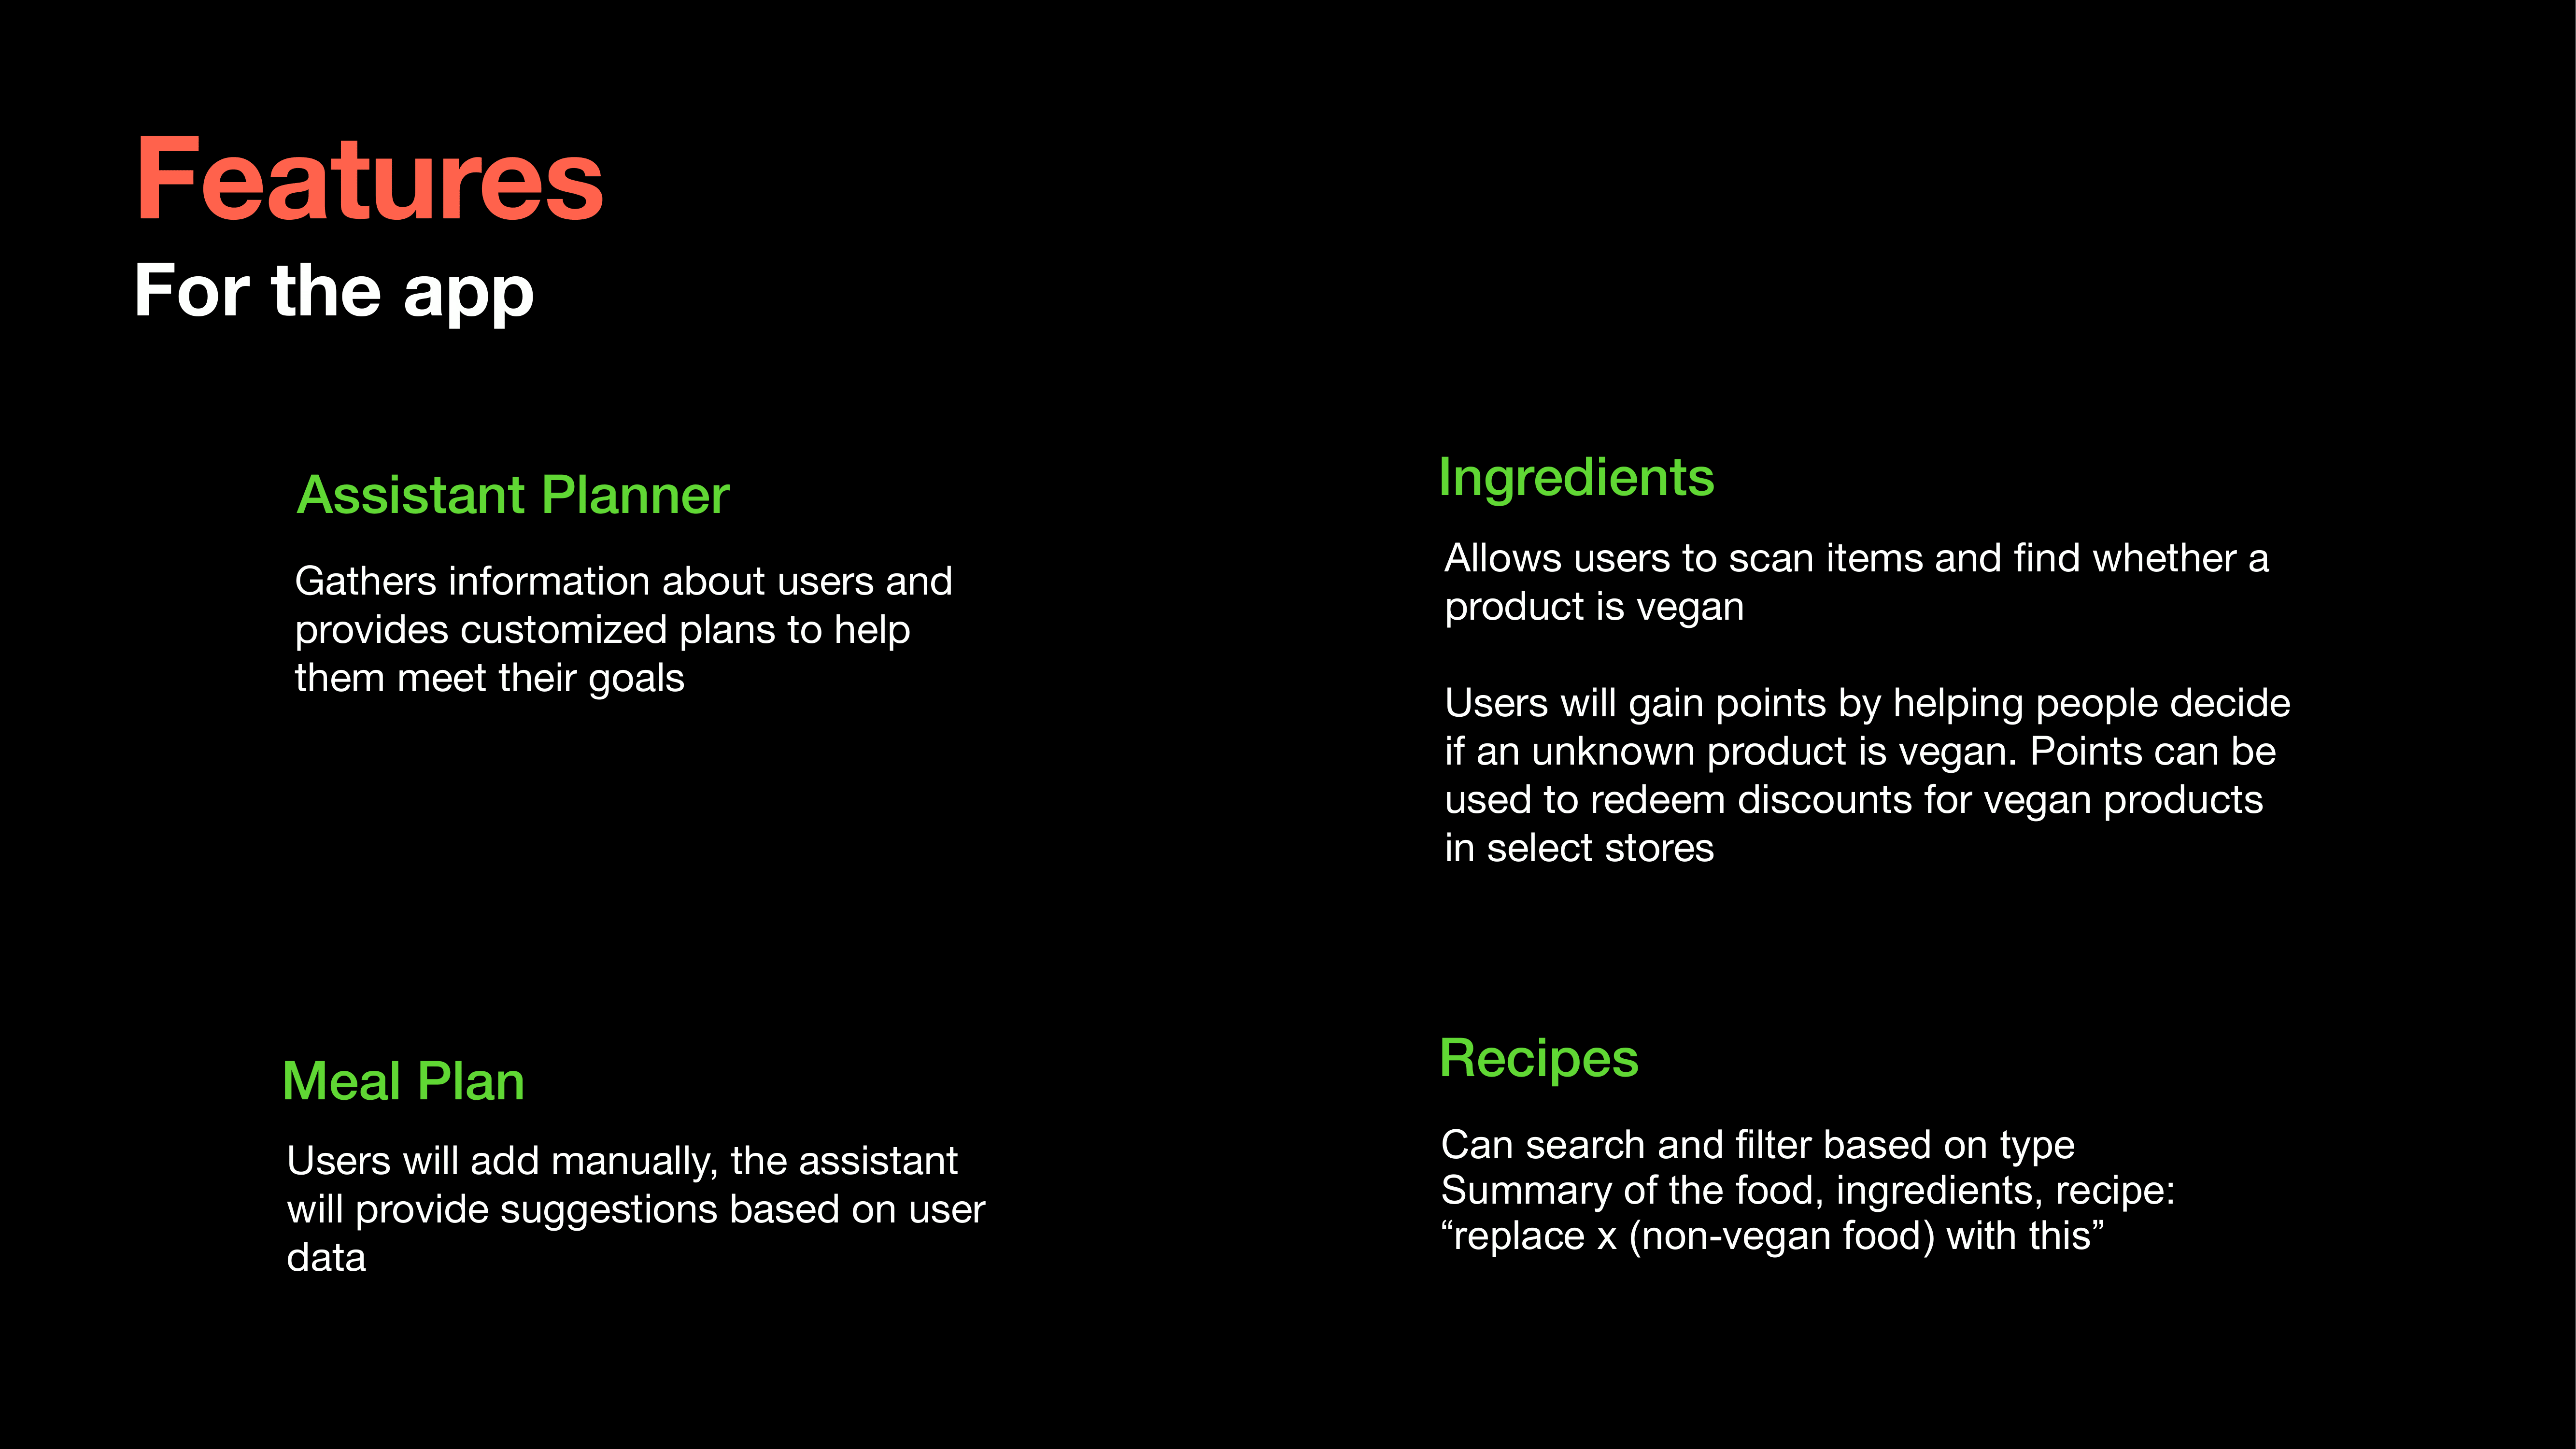 Features
For the app
Assistant Planner
Gathers information about users and
provides customized plans to help
them meet their goals
Ingredients
Allows users to scan items and find whether a
product is vegan
Users will gain points by helping people decide
if an unknown product is vegan. Points can be
used to redeem discounts for vegan products
in select stores
Meal Plan
Users will add manually, the assistant
will provide suggestions based on user
data
Recipes
Can search and filter based on type
Summary of the food, ingredients, recipe:
“replace x (non-vegan food) with this”